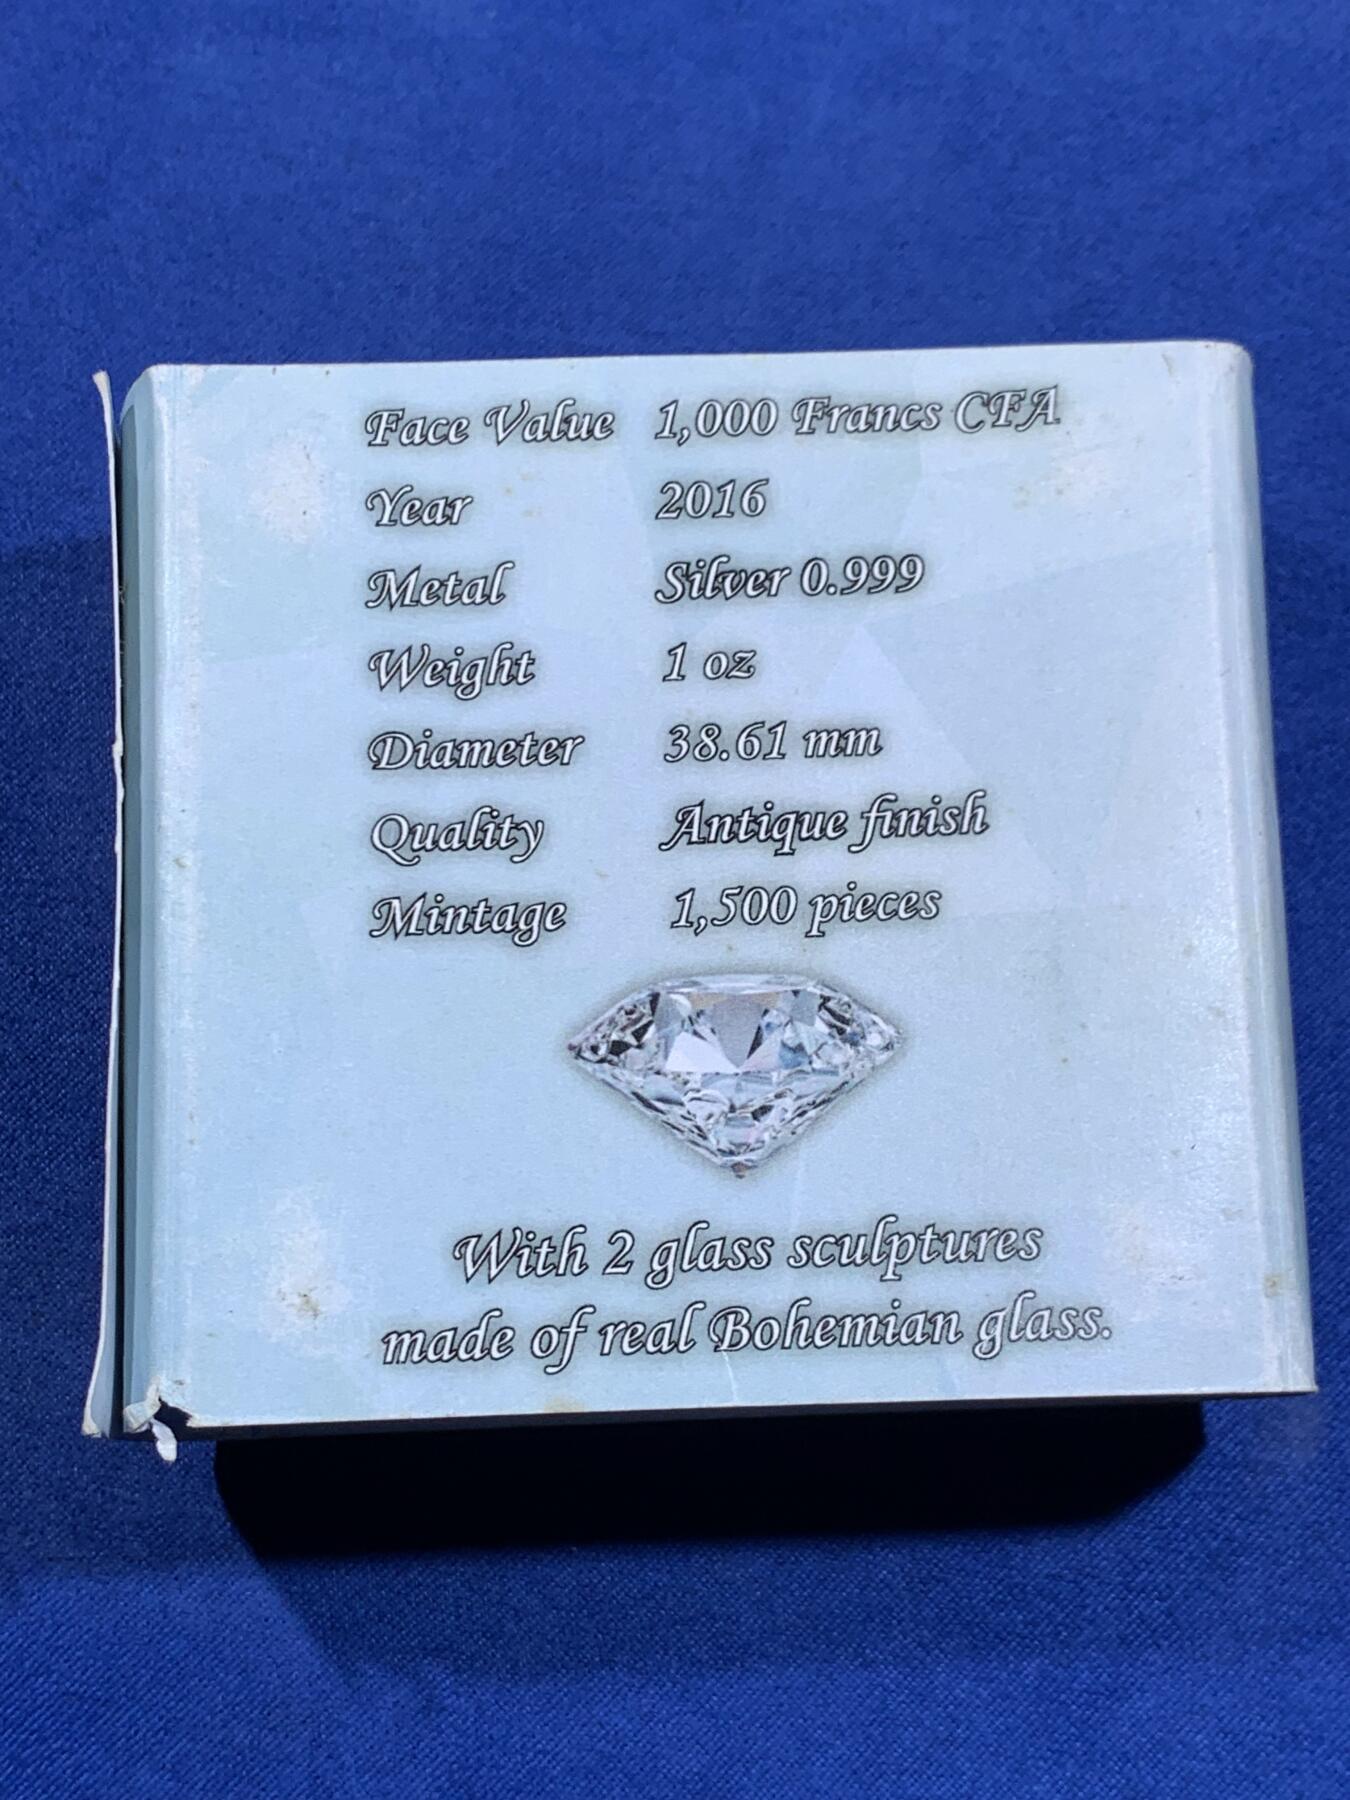 Face Value 1,000 Francs CFA
Year 2016
Metal Silver 0.999
Weight 1 oz
Diameter 38.61 mm
Quality Antique finish
Mintage 1,500 pieces
With 2 glass sculptures
made of real Bohemian glass.